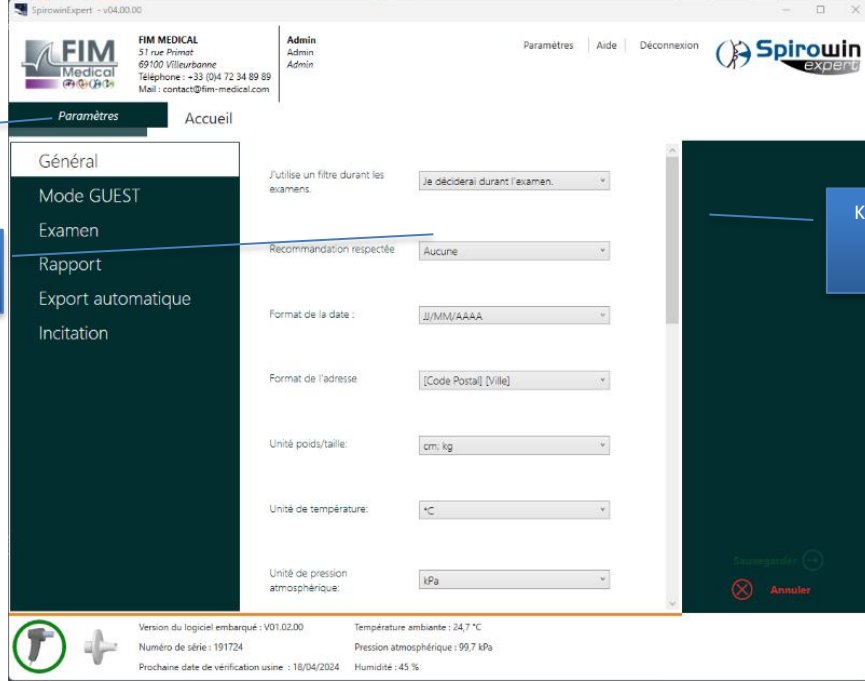 SpirowinExpert - v04.00.00
FIM
Medical
FIM MEDICAL
51 rue Primat
69100 Villeurbanne
Téléphone : +33 (0)4 72 34 89 89
Mail : contact@fim-medical.com
Admin
Admin
Admin
Paramètres
Aide
Déconnexion
Spirowin
expert
Paramètres
Accueil
Général
Mode GUEST
Examen
Rapport
Export automatique
Incitation
J'utilise un filtre durant les
examens.
Je déciderai durant l'examen.
Recommandation respectée
Aucune
Format de la date :
JJ/MM/AAAA
Format de l'adresse
[Code Postal] [Ville]
Unité poids/taille:
cm; kg
Unité de température:
°C
Unité de pression
atmosphérique:
kPa
K
Sauvegarder
Annuler
Version du logiciel embarqué : V01.02.00
Température ambiante : 24,7 °C
Numéro de série : 191724
Pression atmosphérique : 99,7 kPa
Prochaine date de vérification usine : 18/04/2024
Humidité : 45 %